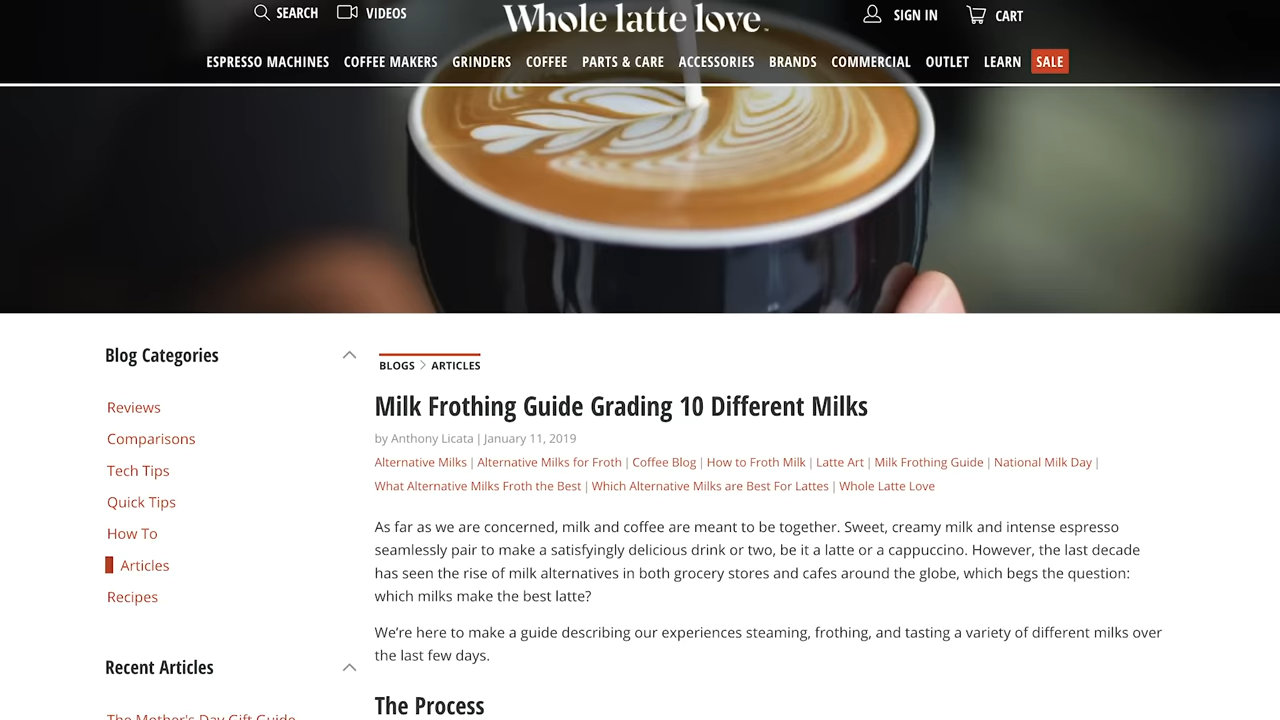 SEARCH
VIDEOS
Whole latte love
SIGN IN
CART
ESPRESSO MACHINES
COFFEE MAKERS
GRINDERS
COFFEE
PARTS & CARE
ACCESSORIES
BRANDS
COMMERCIAL
OUTLET
LEARN
SALE
Blog Categories
Reviews
Comparisons
Tech Tips
Quick Tips
How To
Articles
Recipes
Recent Articles
The Mother's Day Gift Guide
BLOGS > ARTICLES
Milk Frothing Guide Grading 10 Different Milks
by Anthony Licata | January 11, 2019
Alternative Milks | Alternative Milks for Froth | Coffee Blog | How to Froth Milk | Latte Art | Milk Frothing Guide | National Milk Day |
What Alternative Milks Froth the Best | Which Alternative Milks are Best For Lattes | Whole Latte Love
As far as we are concerned, milk and coffee are meant to be together. Sweet, creamy milk and intense espresso
seamlessly pair to make a satisfyingly delicious drink or two, be it a latte or a cappuccino. However, the last decade
has seen the rise of milk alternatives in both grocery stores and cafes around the globe, which begs the question:
which milks make the best latte?
We're here to make a guide describing our experiences steaming, frothing, and tasting a variety of different milks over
the last few days.
The Process